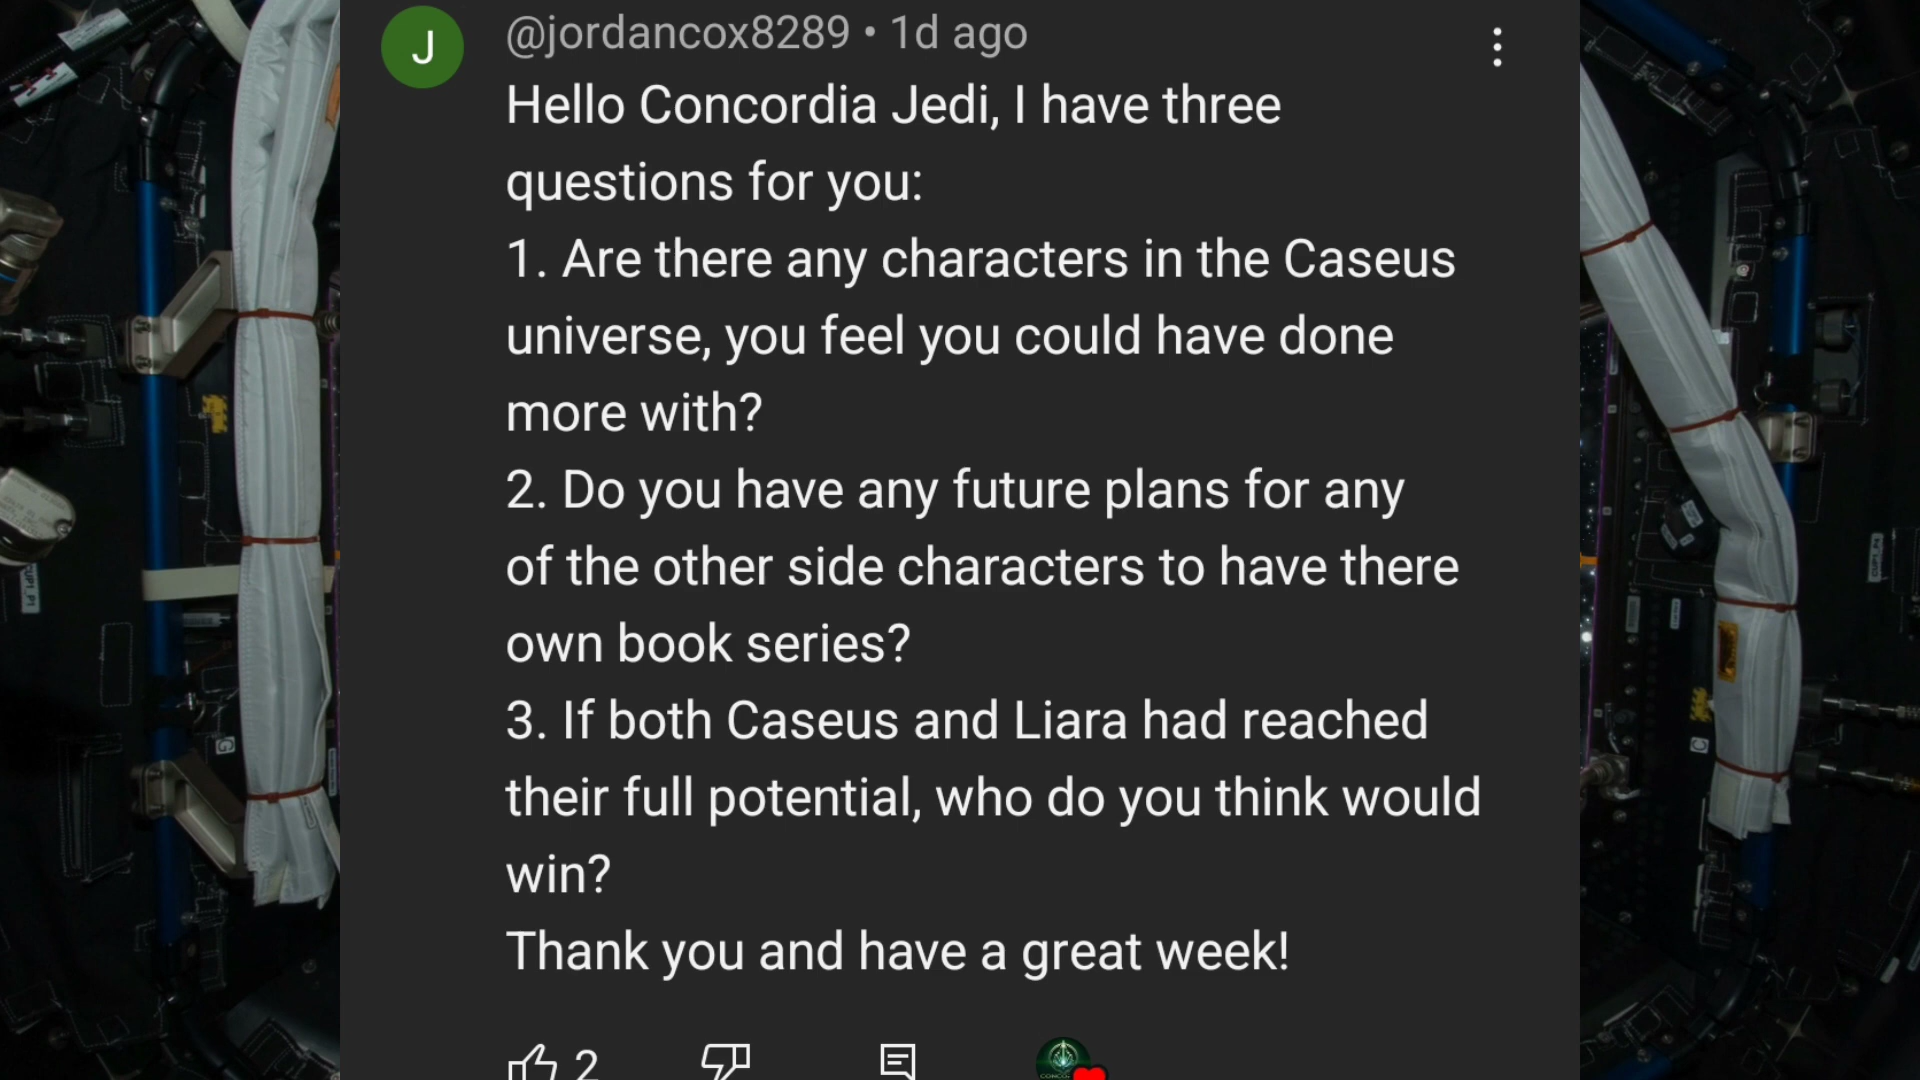 J
@jordancox8289 • 1d ago
Hello Concordia Jedi, I have three
questions for you:
1. Are there any characters in the Caseus
universe, you feel you could have done
more with?
2. Do you have any future plans for any
of the other side characters to have there
own book series?
3. If both Caseus and Liara had reached
their full potential, who do you think would
win?
Thank you and have a great week!
2